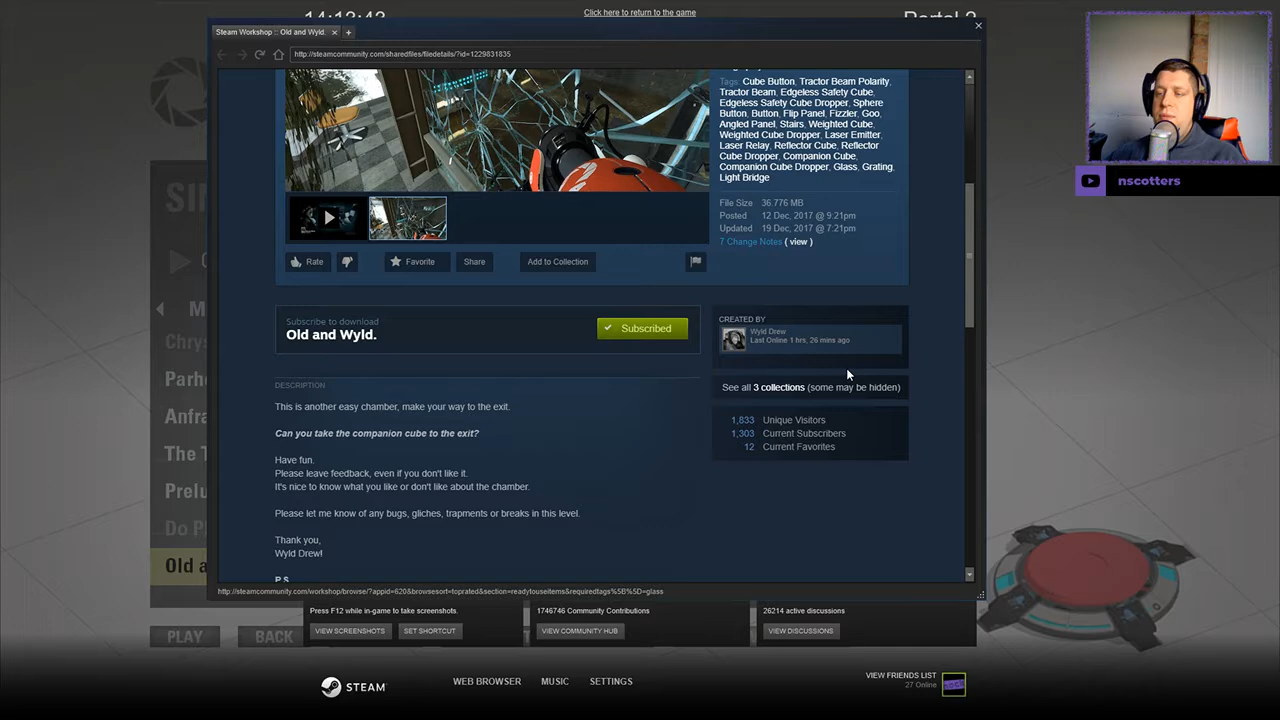 14:13:43
Click here to return to the game
Portal 2
Steam Workshop :: Old and Wyld.
http://steamcommunity.com/sharedfiles/filedetails/?id=1229831835
Tags: Cube Button, Tractor Beam Polarity,
Tractor Beam, Edgeless Safety Cube,
Edgeless Safety Cube Dropper, Sphere
Button, Button, Flip Panel, Fizzler, Goo,
Angled Panel, Stairs, Weighted Cube,
Weighted Cube Dropper, Laser Emitter,
Laser Relay, Reflector Cube, Reflector
Cube Dropper, Companion Cube,
Companion Cube Dropper, Glass, Grating,
Light Bridge
File Size 36.776 MB
Posted 12 Dec, 2017 @ 9:21pm
Updated 19 Dec, 2017 @ 7:21pm
7 Change Notes ( view )
Rate
Favorite
Share
Add to Collection
Subscribe to download
Old and Wyld.
Subscribed
CREATED BY
Wyld Drew
Last Online 1 hrs, 26 mins ago
See all 3 collections (some may be hidden)
1,833 Unique Visitors
1,303 Current Subscribers
12 Current Favorites
DESCRIPTION
This is another easy chamber, make your way to the exit.
Can you take the companion cube to the exit?
Have fun.
Please leave feedback, even if you don't like it.
It's nice to know what you like or don't like about the chamber.
Please let me know of any bugs, gliches, trapments or breaks in this level.
Thank you,
Wyld Drew!
P.S.
http://steamcommunity.com/workshop/browse/?appid=620&browsesort=toprated&section=readytouseitems&requiredtags%5B%5D=glass
SIN
C
M
Chrys
Parhe
Anfra
The T
Prelu
Do P
Old a
PLAY
BACK
Press F12 while in-game to take screenshots.
VIEW SCREENSHOTS
SET SHORTCUT
1746746 Community Contributions
VIEW COMMUNITY HUB
26214 active discussions
VIEW DISCUSSIONS
STEAM
WEB BROWSER
MUSIC
SETTINGS
VIEW FRIENDS LIST
27 Online
nscotters